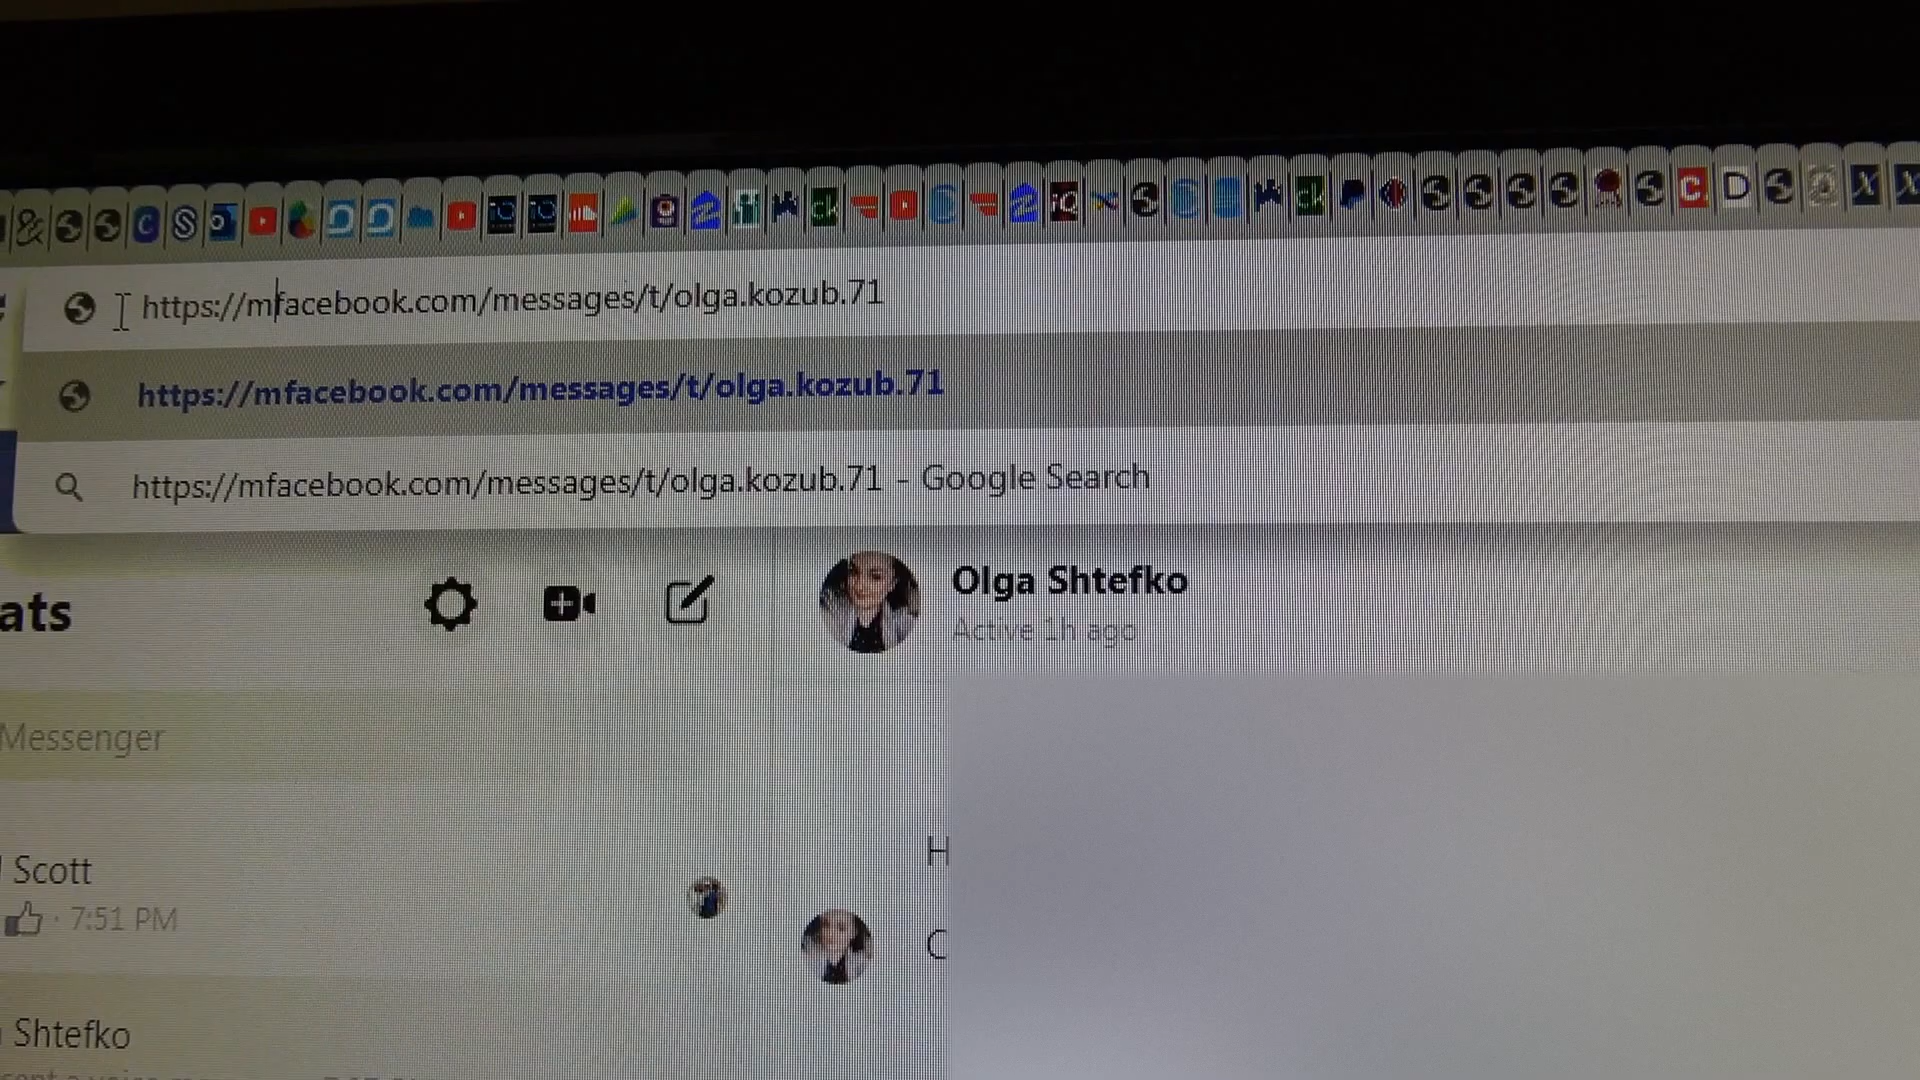 https://mfacebook.com/messages/t/olga.kozub.71
https://mfacebook.com/messages/t/olga.kozub.71
https://mfacebook.com/messages/t/olga.kozub.71 - Google Search
ats
Olga Shtefko
Active 1h ago
Messenger
H
Scott
· 7:51 PM
C
Shtefko